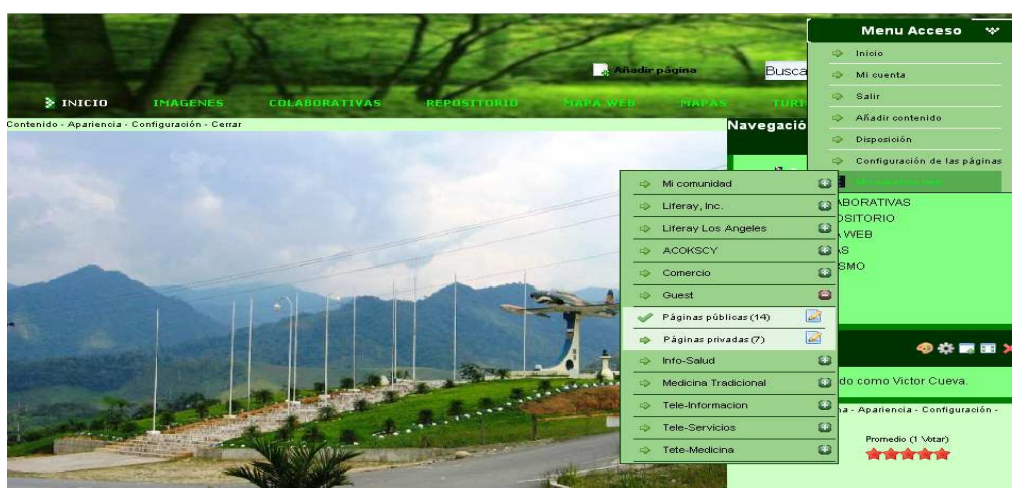 Menu Acceso
Inicio
Añadir página
Busca
Mi cuenta
Salir
INICIO IMAGENES COLABORATIVAS REPOSITORIO MAPA WEB MAPAS TURI
Añadir contenido
Contenido - Apariencia - Configuración - Cerrar
Navegació
Disposición
Configuración de las páginas
Mi comunidad
Liferay, Inc.
Liferay Los Angeles
ACOKSCY
Comercio
Guest
Páginas públicas (14)
Páginas privadas (7)
Info-Salud
Medicina Tradicional
Tele-Informacion
Tele-Servicios
Tete-Medicina
ABORATIVAS
OSITORIO
A WEB
AS
SMO
do como Victor Cueva.
na - Apariencia - Configuración -
Promedio (1 Votar)